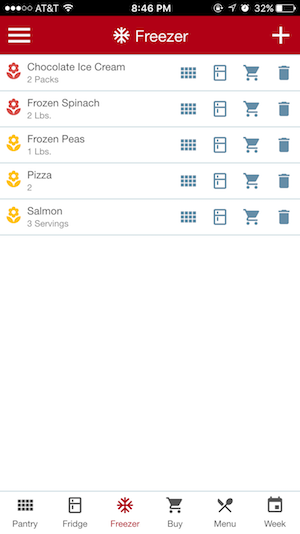 AT&T 8:46 PM 32%
Freezer
Chocolate Ice Cream
2 Packs
Frozen Spinach
2 Lbs.
Frozen Peas
1 Lbs.
Pizza
2
Salmon
3 Servings
Pantry Fridge Freezer Buy Menu Week